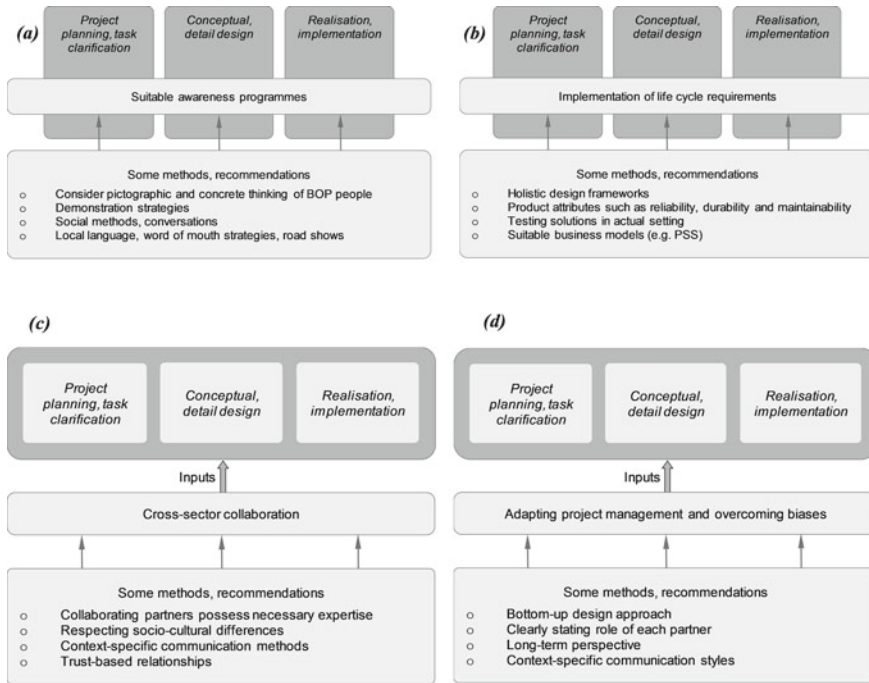 (a)
Project
planning, task
clarification
Conceptual,
detail design
Realisation,
implementation
Suitable awareness programmes
Some methods, recommendations
o Consider pictographic and concrete thinking of BOP people
o Demonstration strategies
o Social methods, conversations
o Local language, word of mouth strategies, road shows
(b)
Project
planning, task
clarification
Conceptual,
detail design
Realisation,
implementation
Implementation of life cycle requirements
Some methods, recommendations
o Holistic design frameworks
o Product attributes such as reliability, durability and maintainability
o Testing solutions in actual setting
o Suitable business models (e.g. PSS)
(c)
Project
planning, task
clarification
Conceptual,
detail design
Realisation,
implementation
Inputs
Cross-sector collaboration
Some methods, recommendations
o Collaborating partners possess necessary expertise
o Respecting socio-cultural differences
o Context-specific communication methods
o Trust-based relationships
(d)
Project
planning, task
clarification
Conceptual,
detail design
Realisation,
implementation
Inputs
Adapting project management and overcoming biases
Some methods, recommendations
o Bottom-up design approach
o Clearly stating role of each partner
o Long-term perspective
o Context-specific communication styles